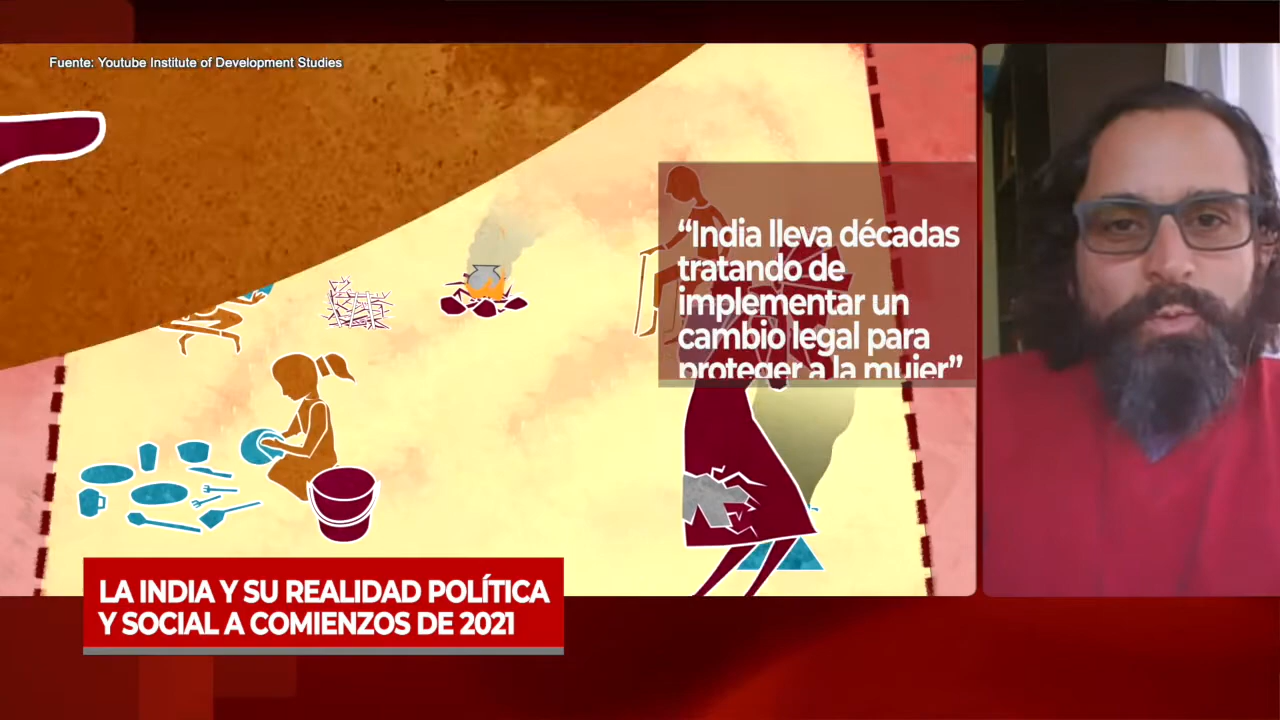 Fuente: Youtube Institute of Development Studies
“India lleva décadas
tratando de
implementar un
cambio legal para
proteger a la mujer”
LA INDIA Y SU REALIDAD POLÍTICA
Y SOCIAL A COMIENZOS DE 2021